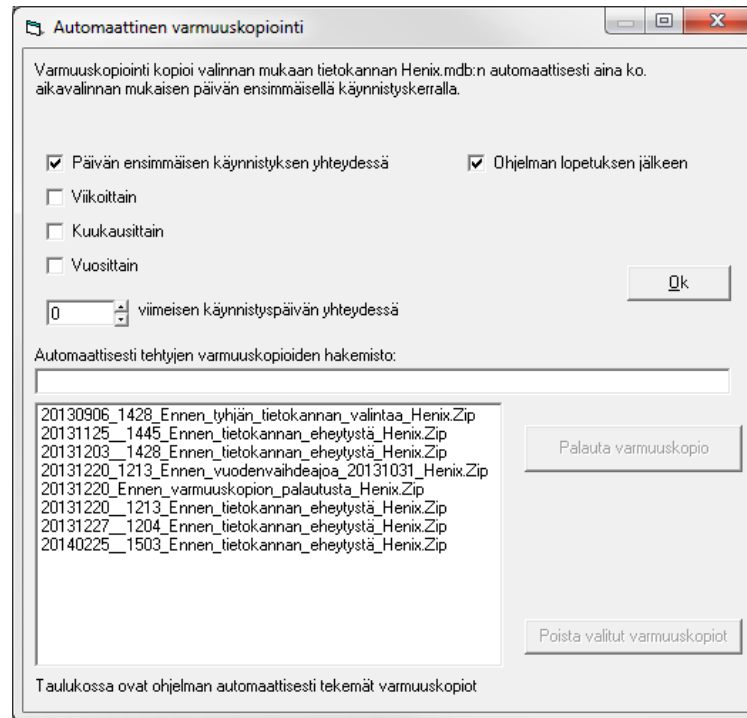 Automaattinen varmuuskopiointi
Varmuuskopiointi kopioi valinnan mukaan tietokannan Henix.mdb:n automaattisesti aina ko.
aikavalinnan mukaisen päivän ensimmäisellä käynnistyskerralla.
Päivän ensimmäisen käynnistyksen yhteydessä
Ohjelman lopetuksen jälkeen
Viikoittain
Kuukausittain
Vuosittain
Ok
0 viimeisen käynnistyspäivän yhteydessä
Automaattisesti tehtyjen varmuuskopioiden hakemisto:
20130906_1428_Ennen_tyhjän_tietokannan_valintaa_Henix.Zip
20131125__1445_Ennen_tietokannan_eheytystä_Henix.Zip
20131203__1428_Ennen_tietokannan_eheytystä_Henix.Zip
20131220_1213_Ennen_vuodenvaihdeajoa_20131031_Henix.Zip
20131220_Ennen_varmuuskopion_palautusta_Henix.Zip
20131220__1213_Ennen_tietokannan_eheytystä_Henix.Zip
20131227__1204_Ennen_tietokannan_eheytystä_Henix.Zip
20140225__1503_Ennen_tietokannan_eheytystä_Henix.Zip
Palauta varmuuskopio
Poista valitut varmuuskopiot
Taulukossa ovat ohjelman automaattisesti tekemät varmuuskopiot